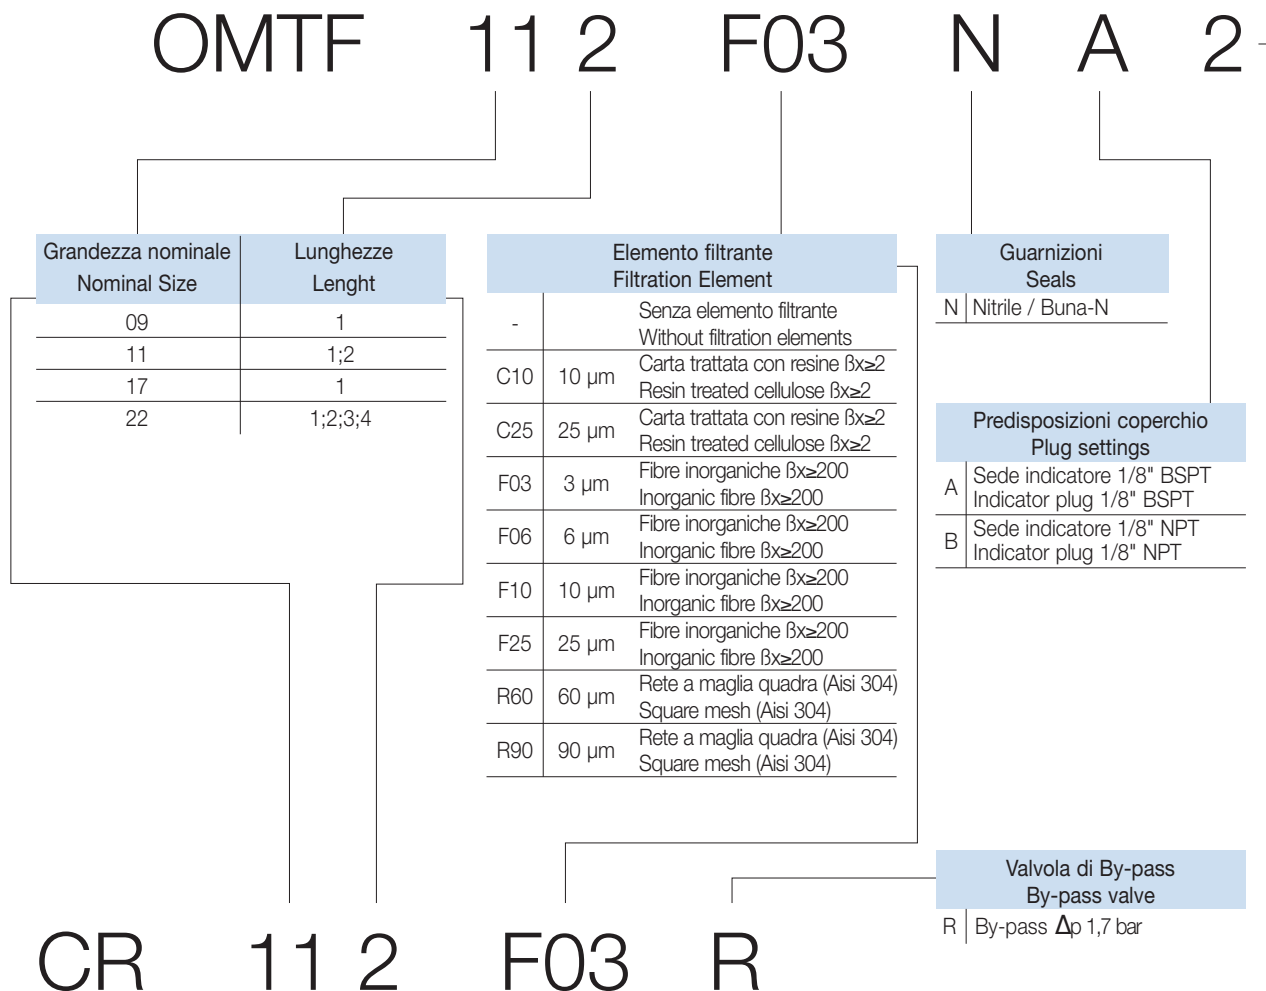 OMTF 11 2 F03 N A 2 -
Grandezza nominale
Nominal Size
Lunghezze
Lenght
09 1
11 1;2
17 1
22 1;2;3;4
Elemento filtrante
Filtration Element
- Senza elemento filtrante
Without filtration elements
C10 10 µm Carta trattata con resine ßx≥2
Resin treated cellulose ßx≥2
C25 25 µm Carta trattata con resine ßx≥2
Resin treated cellulose ßx≥2
F03 3 µm Fibre inorganiche ßx≥200
Inorganic fibre ßx≥200
F06 6 µm Fibre inorganiche ßx≥200
Inorganic fibre ßx≥200
F10 10 µm Fibre inorganiche ßx≥200
Inorganic fibre ßx≥200
F25 25 µm Fibre inorganiche ßx≥200
Inorganic fibre ßx≥200
R60 60 µm Rete a maglia quadra (Aisi 304)
Square mesh (Aisi 304)
R90 90 µm Rete a maglia quadra (Aisi 304)
Square mesh (Aisi 304)
Guarnizioni
Seals
N Nitrile / Buna-N
Predisposizioni coperchio
Plug settings
A Sede indicatore 1/8" BSPT
Indicator plug 1/8" BSPT
B Sede indicatore 1/8" NPT
Indicator plug 1/8" NPT
Valvola di By-pass
By-pass valve
R By-pass Δp 1,7 bar
CR 11 2 F03 R